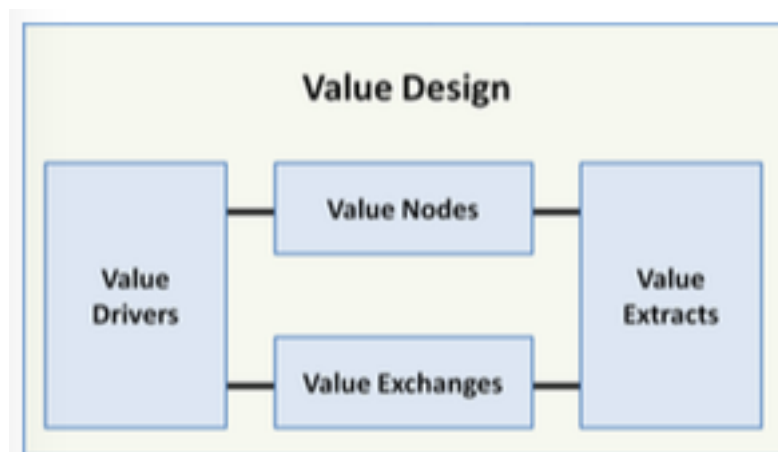 Value Design
Value Nodes
Value
Drivers
Value
Extracts
Value Exchanges